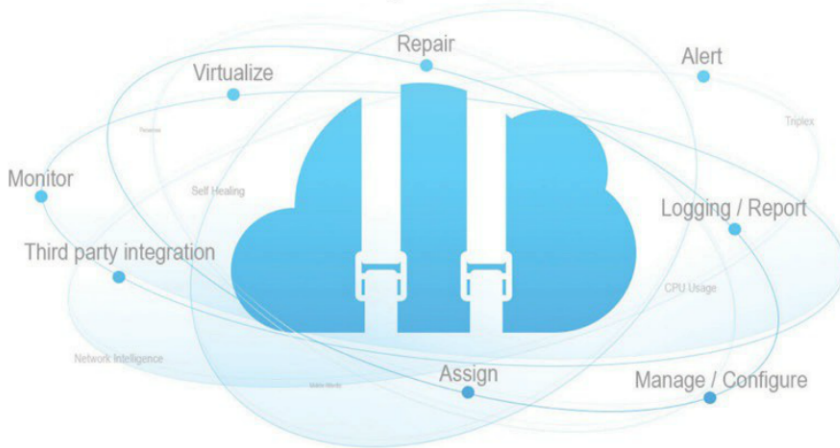 Repair
Alert
Virtualize
Triplex
Monitor
Self Healing
Logging / Report
Third party integration
CPU Usage
Network Intelligence
Assign
Manage / Configure